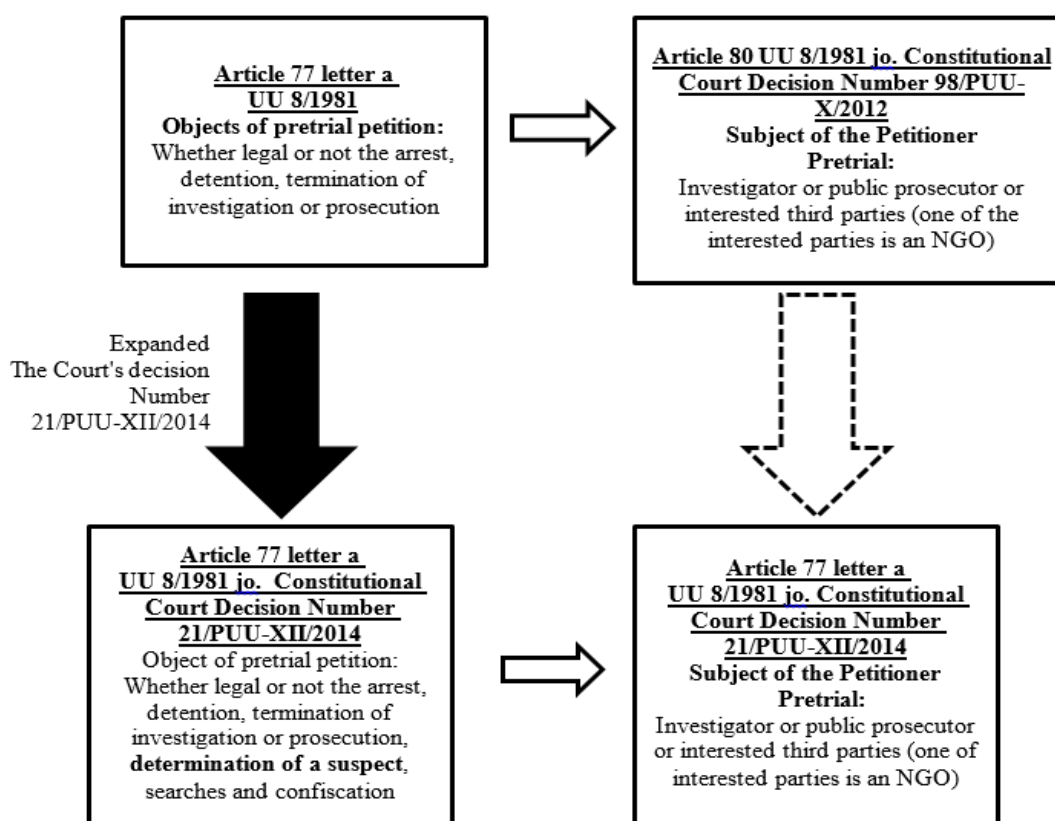 Article 77 letter a
UU 8/1981
Objects of pretrial petition:
Whether legal or not the arrest,
detention, termination of
investigation or prosecution
Article 80 UU 8/1981 jo. Constitutional
Court Decision Number 98/PUU-
X/2012
Subject of the Petitioner
Pretrial:
Investigator or public prosecutor or
interested third parties (one of the
interested parties is an NGO)
Expanded
The Court's decision
Number
21/PUU-XII/2014
Article 77 letter a
UU 8/1981 jo. Constitutional
Court Decision Number
21/PUU-XII/2014
Object of pretrial petition:
Whether legal or not the arrest,
detention, termination of
investigation or prosecution,
determination of a suspect,
searches and confiscation
Article 77 letter a
UU 8/1981 jo. Constitutional
Court Decision Number
21/PUU-XII/2014
Subject of the Petitioner
Pretrial:
Investigator or public prosecutor
or interested third parties (one of
interested parties is an NGO)